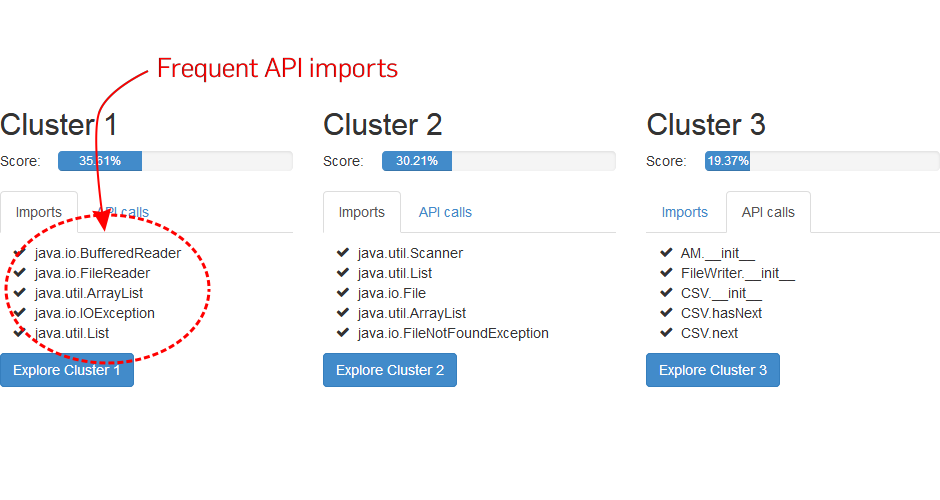 Frequent API imports
Cluster 1
Score: 35.61%
Imports API calls
java.io.BufferedReader
java.io.FileReader
java.util.ArrayList
java.io.IOException
java.util.List
Explore Cluster 1
Cluster 2
Score: 30.21%
Imports API calls
java.util.Scanner
java.util.List
java.io.File
java.util.ArrayList
java.io.FileNotFoundException
Explore Cluster 2
Cluster 3
Score: 19.37%
Imports API calls
AM.__init__
FileWriter.__init__
CSV.__init__
CSV.hasNext
CSV.next
Explore Cluster 3